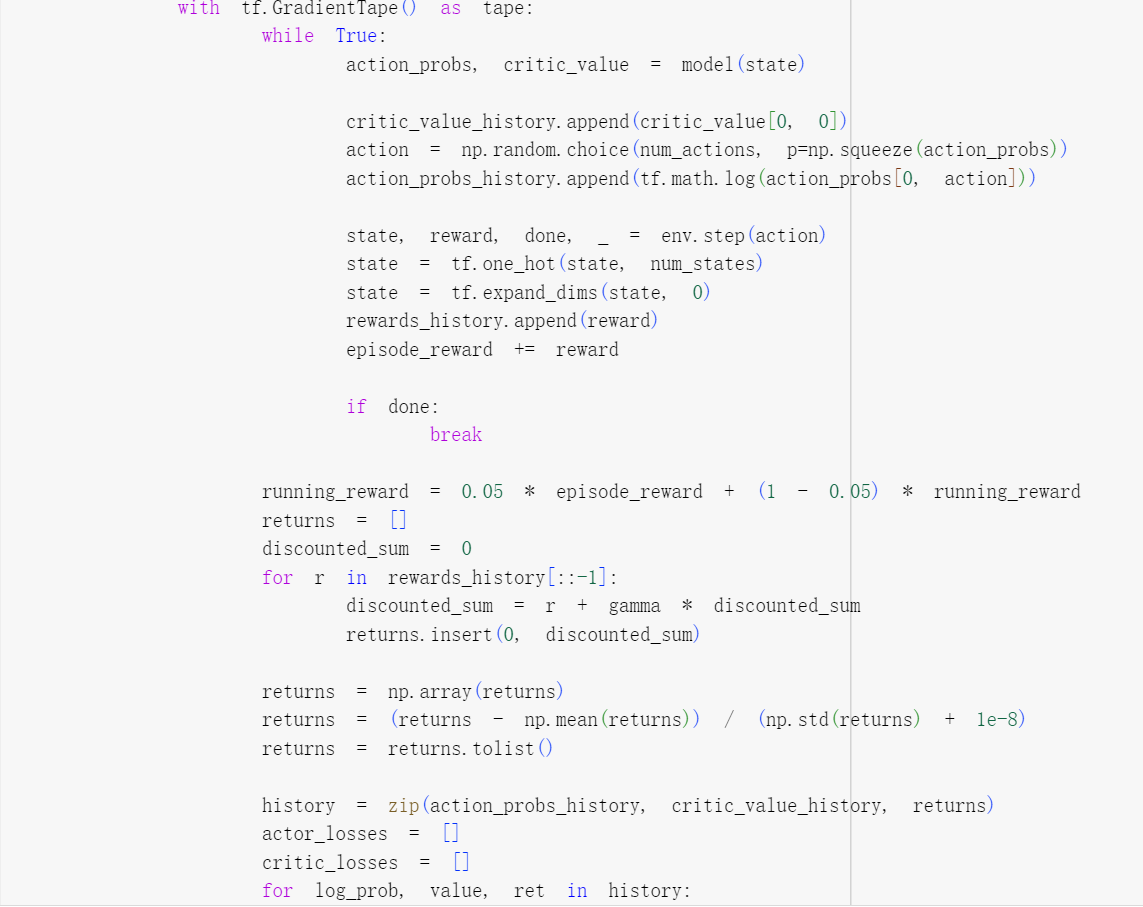 with tf.GradientTape() as tape:
while True:
action_probs, critic_value = model(state)
critic_value_history.append(critic_value[0, 0])
action = np.random.choice(num_actions, p=np.squeeze(action_probs))
action_probs_history.append(tf.math.log(action_probs[0, action]))
state, reward, done, _ = env.step(action)
state = tf.one_hot(state, num_states)
state = tf.expand_dims(state, 0)
rewards_history.append(reward)
episode_reward += reward
if done:
break
running_reward = 0.05 * episode_reward + (1 - 0.05) * running_reward
returns = []
discounted_sum = 0
for r in rewards_history[::-1]:
discounted_sum = r + gamma * discounted_sum
returns.insert(0, discounted_sum)
returns = np.array(returns)
returns = (returns - np.mean(returns)) / (np.std(returns) + 1e-8)
returns = returns.tolist()
history = zip(action_probs_history, critic_value_history, returns)
actor_losses = []
critic_losses = []
for log_prob, value, ret in history: